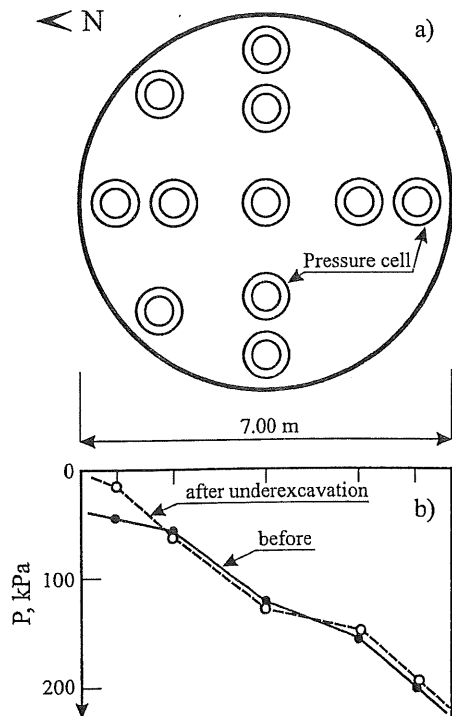 N
a)
Pressure cell
7.00 m
0
after underexcavation
b)
before
100
P, kPa
200